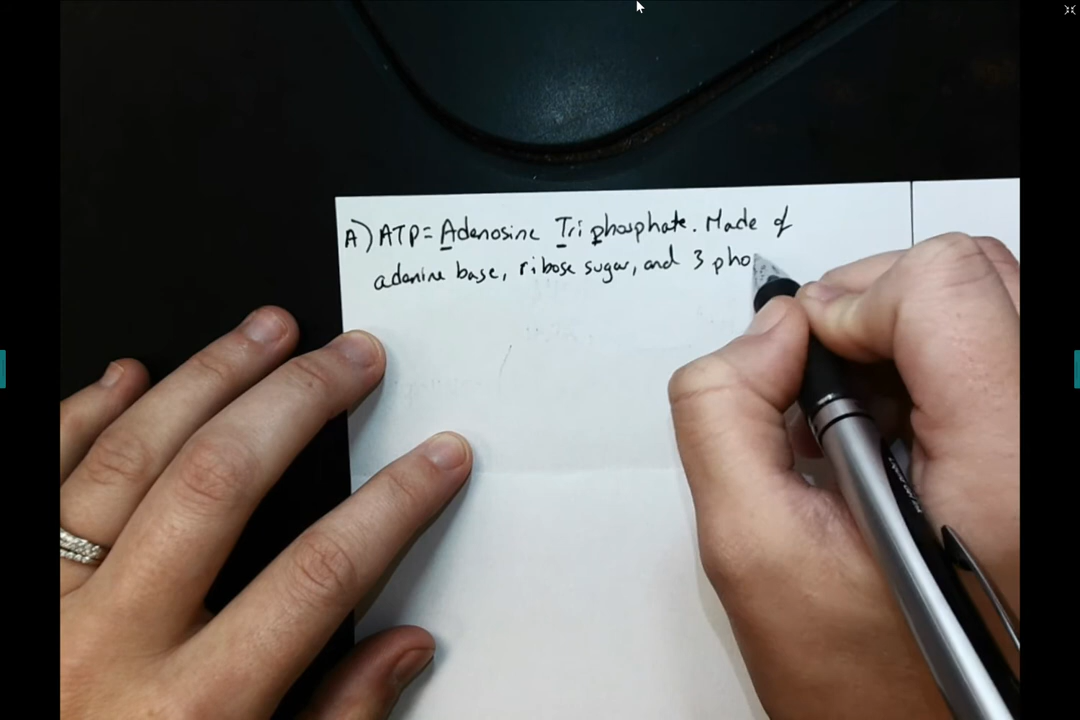 A) ATP = Adenosine Triphosphate. Made of
adenine base, ribose sugar, and 3 pho